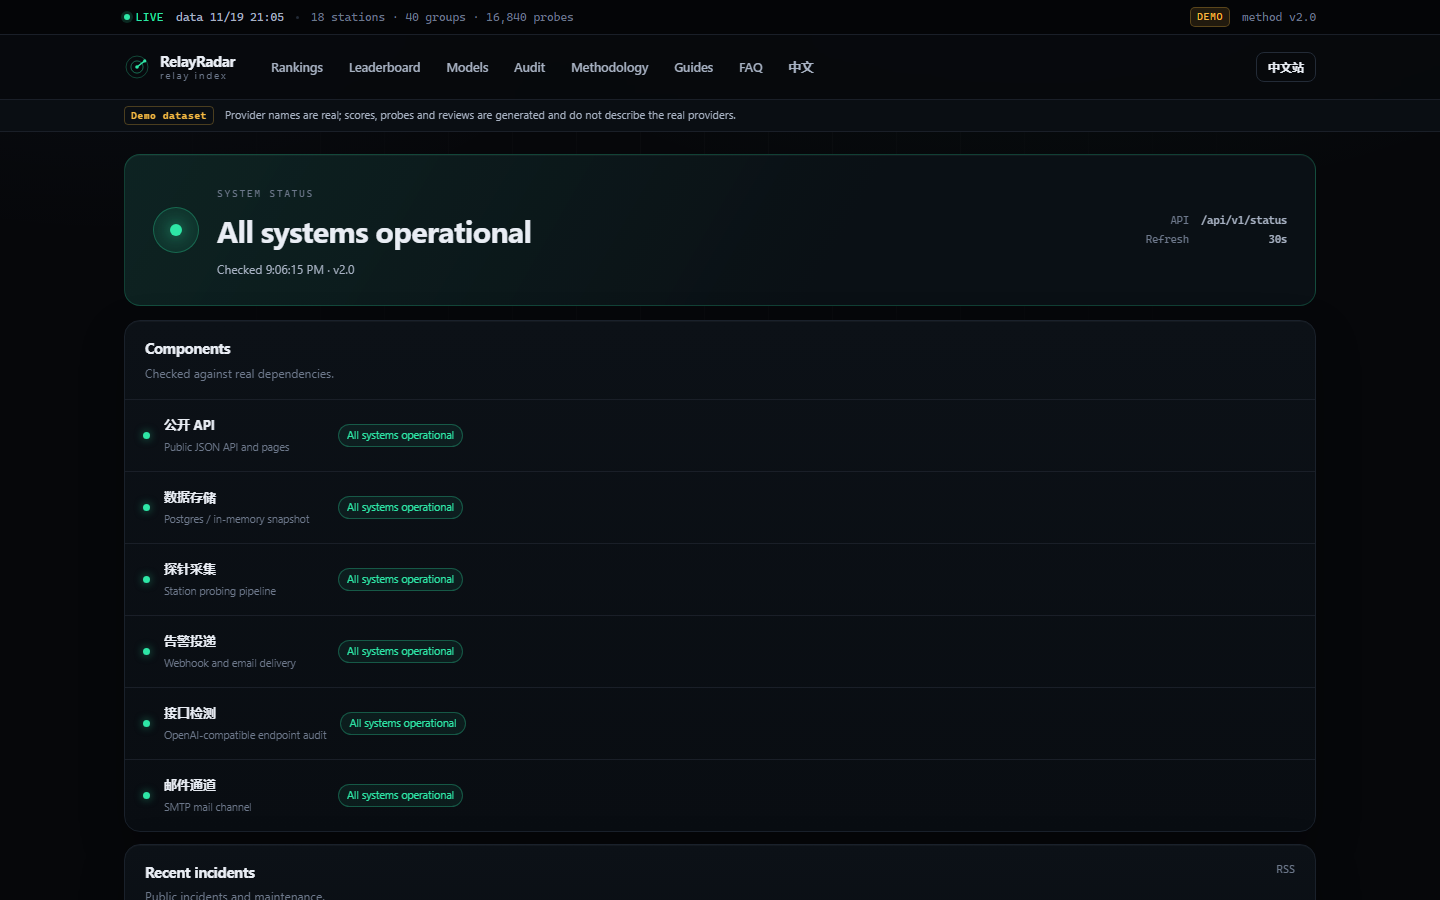 LIVE data 11/19 21:05 · 18 stations · 40 groups · 16,840 probes
DEMO method v2.0
RelayRadar
relay index
Rankings Leaderboard Models Audit Methodology Guides FAQ 中文
中文站
Demo dataset Provider names are real; scores, probes and reviews are generated and do not describe the real providers.
SYSTEM STATUS
All systems operational
Checked 9:06:15 PM · v2.0
API /api/v1/status
Refresh 30s
Components
Checked against real dependencies.
公开 API
Public JSON API and pages
All systems operational
数据存储
Postgres / in-memory snapshot
All systems operational
探针采集
Station probing pipeline
All systems operational
告警投递
Webhook and email delivery
All systems operational
接口检测
OpenAI-compatible endpoint audit
All systems operational
邮件通道
SMTP mail channel
All systems operational
Recent incidents
RSS
Public incidents and maintenance.